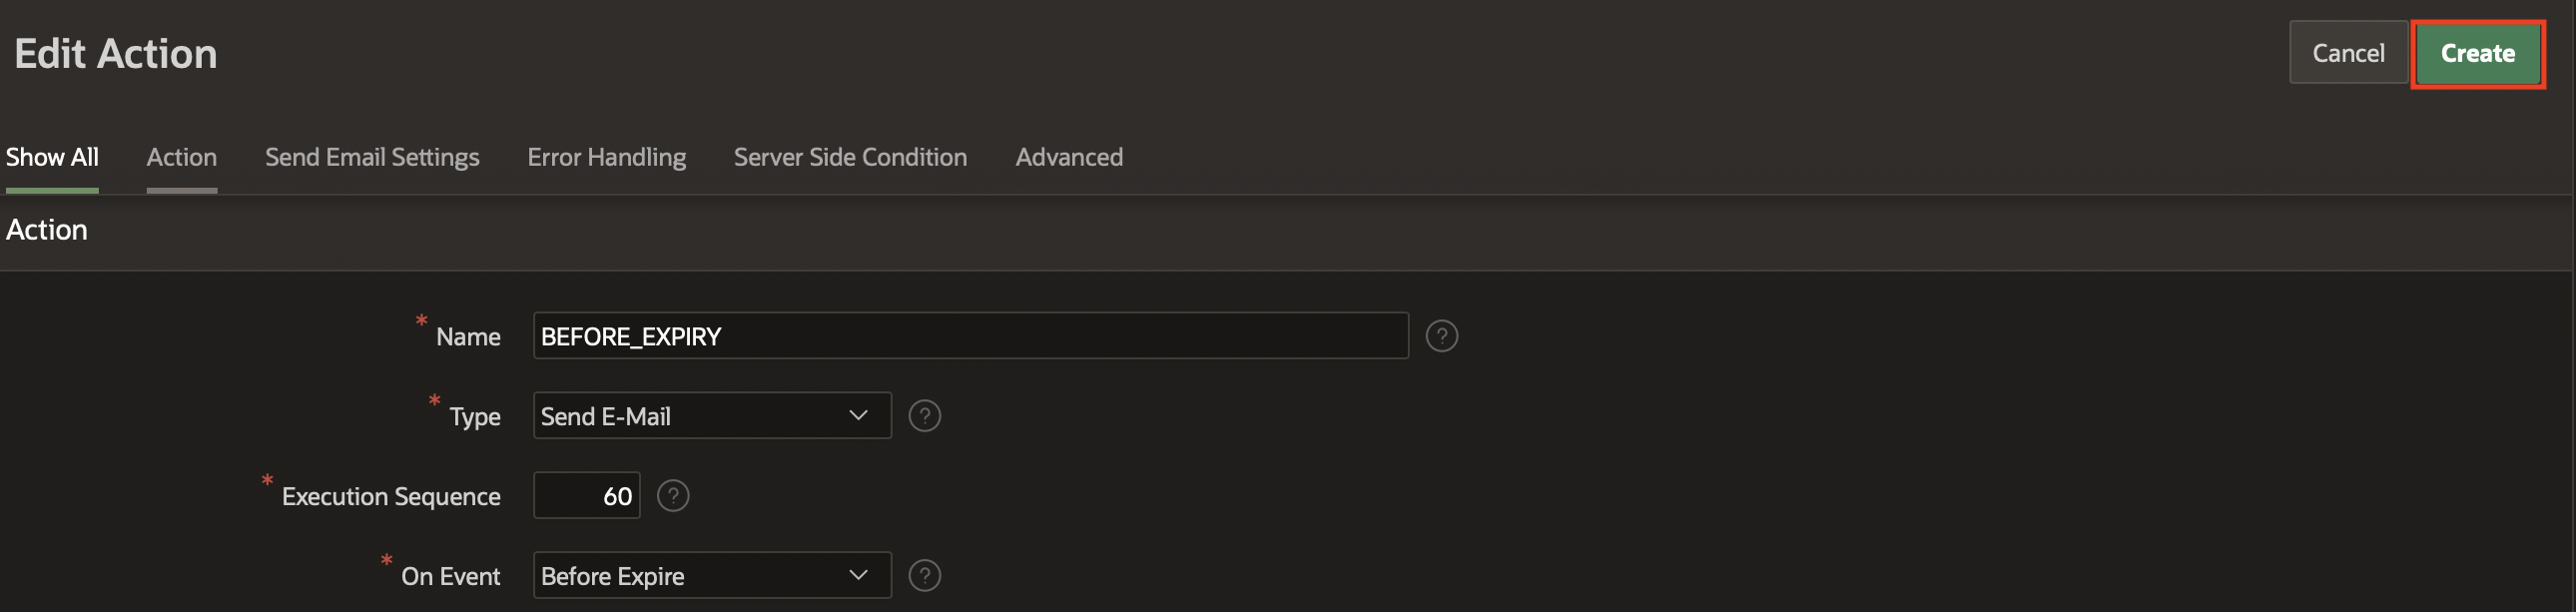 Edit Action
Cancel
Create
Show All Action Send Email Settings Error Handling Server Side Condition Advanced
Action
* Name BEFORE_EXPIRY ?
* Type Send E-Mail ?
* Execution Sequence 60 ?
* On Event Before Expire ?